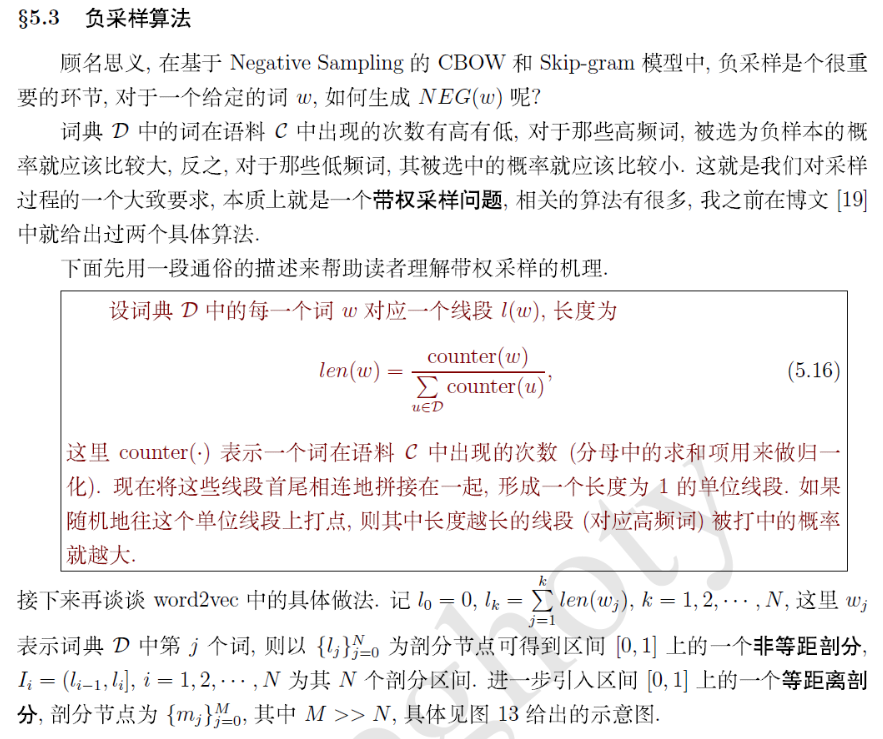 §5.3 负采样算法
顾名思义, 在基于 Negative Sampling 的 CBOW 和 Skip-gram 模型中, 负采样是个很重
要的环节, 对于一个给定的词 w, 如何生成 NEG(w) 呢?
词典 𝒟 中的词在语料 𝒞 中出现的次数有高有低, 对于那些高频词, 被选为负样本的概
率就应该比较大, 反之, 对于那些低频词, 其被选中的概率就应该比较小. 这就是我们对采样
过程的一个大致要求, 本质上就是一个带权采样问题, 相关的算法有很多, 我之前在博文 [19]
中就给出过两个具体算法.
下面先用一段通俗的描述来帮助读者理解带权采样的机理.
设词典 𝒟 中的每一个词 w 对应一个线段 l(w), 长度为
len(w) = counter(w) / ∑_{u∈𝒟} counter(u), (5.16)
这里 counter(·) 表示一个词在语料 𝒞 中出现的次数 (分母中的求和项用来做归一
化). 现在将这些线段首尾相连地拼接在一起, 形成一个长度为 1 的单位线段. 如果
随机地往这个单位线段上打点, 则其中长度越长的线段 (对应高频词) 被打中的概率
就越大.
接下来再谈谈 word2vec 中的具体做法. 记 l_0 = 0, l_k = ∑_{j=1}^{k} len(w_j), k = 1, 2, ··· , N, 这里 w_j
表示词典 𝒟 中第 j 个词, 则以 {l_j}_{j=0}^{N} 为剖分节点可得到区间 [0, 1] 上的一个非等距剖分,
I_i = (l_{i−1}, l_i], i = 1, 2, ··· , N 为其 N 个剖分区间. 进一步引入区间 [0, 1] 上的一个等距离剖
分, 剖分节点为 {m_j}_{j=0}^{M}, 其中 M >> N, 具体见图 13 给出的示意图.
ghoty